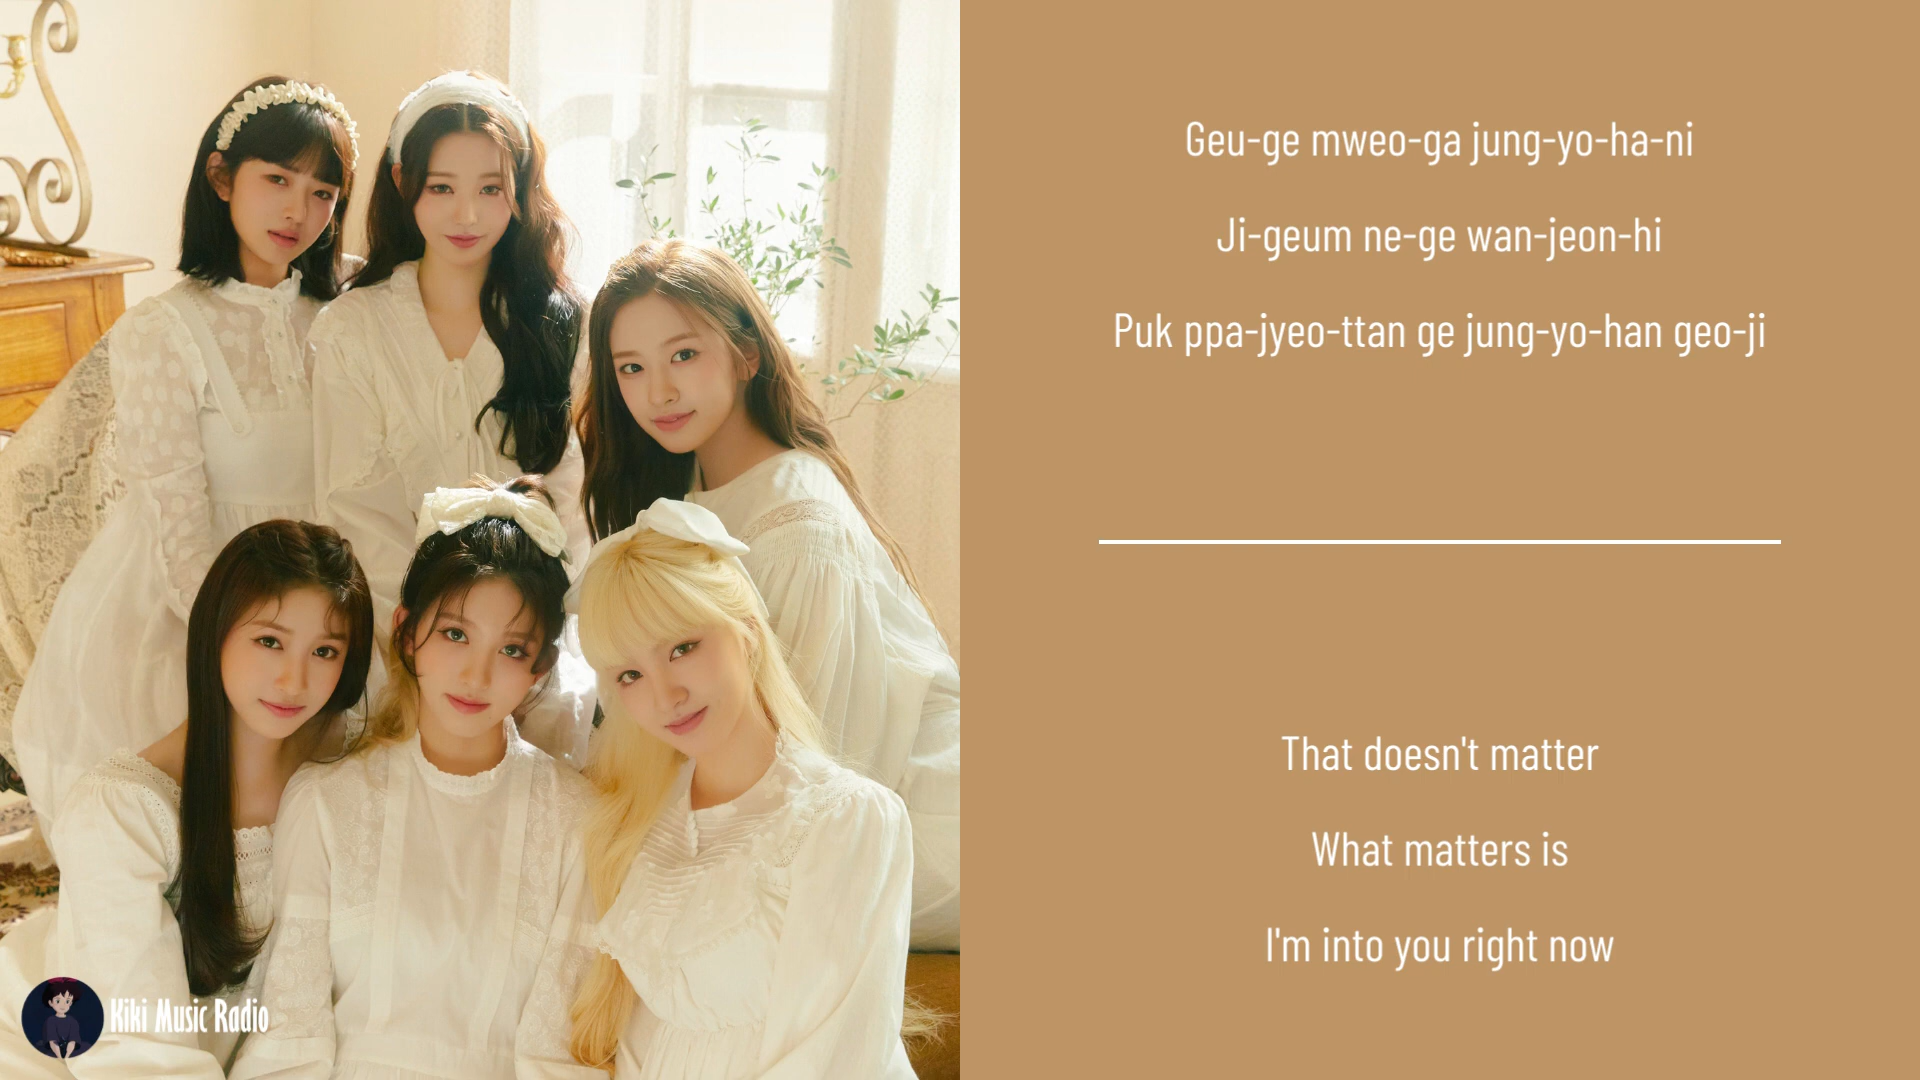 Geu-ge mweo-ga jung-yo-ha-ni
Ji-geum ne-ge wan-jeon-hi
Puk ppa-jyeo-ttan ge jung-yo-han geo-ji
That doesn't matter
What matters is
I'm into you right now
Kiki Music Radio